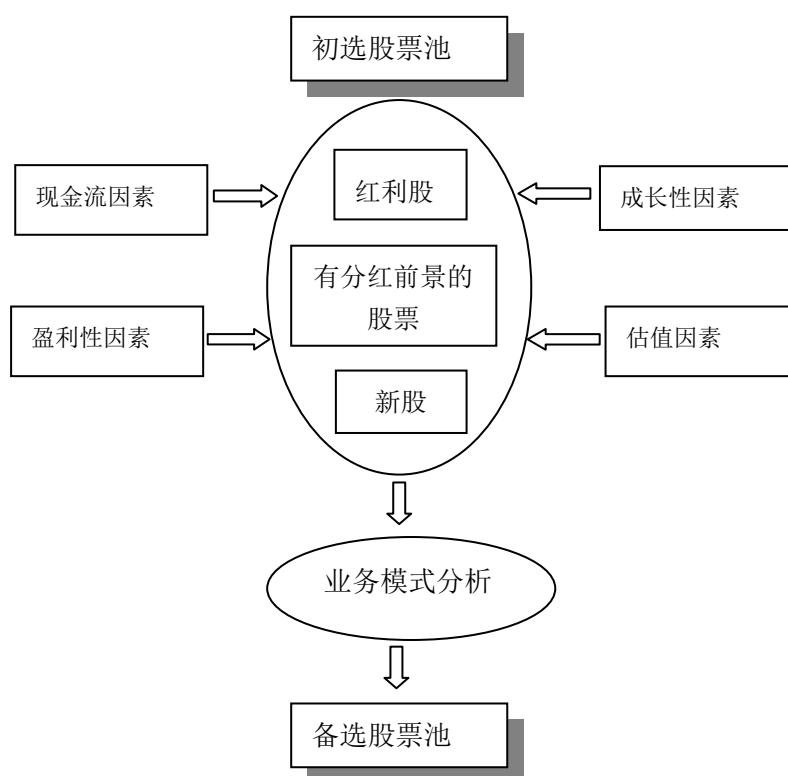 初选股票池
现金流因素
红利股
成长性因素
有分红前景的
股票
盈利性因素
估值因素
新股
业务模式分析
备选股票池